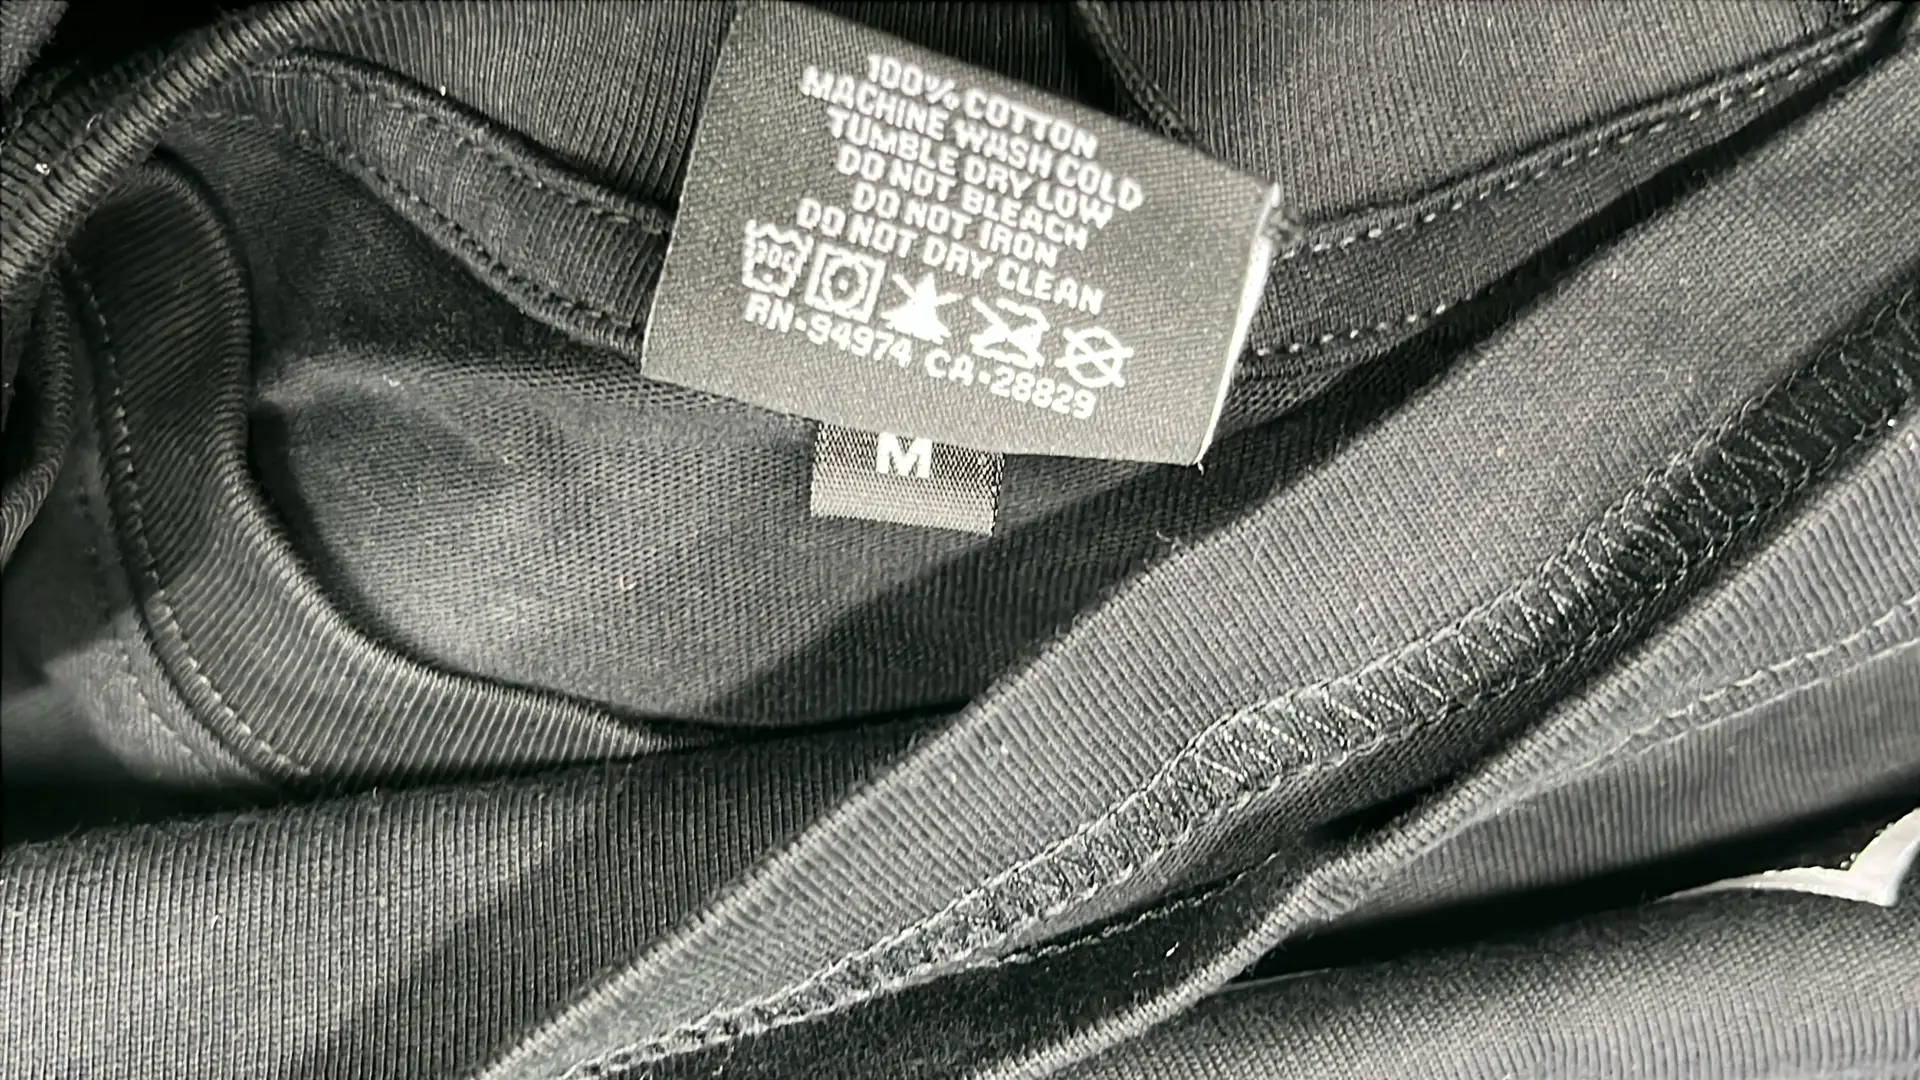 100% COTTON
MACHINE WASH COLD
TUMBLE DRY LOW
DO NOT BLEACH
DO NOT IRON
DO NOT DRY CLEAN
30C
RN-94974 CA-28829
M